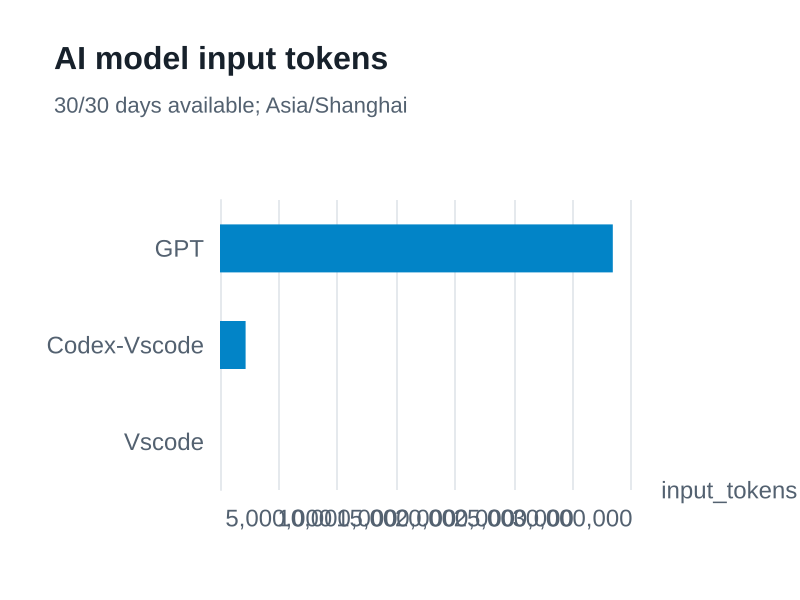 AI model input tokens
30/30 days available; Asia/Shanghai
GPT
Codex-Vscode
Vscode
input_tokens